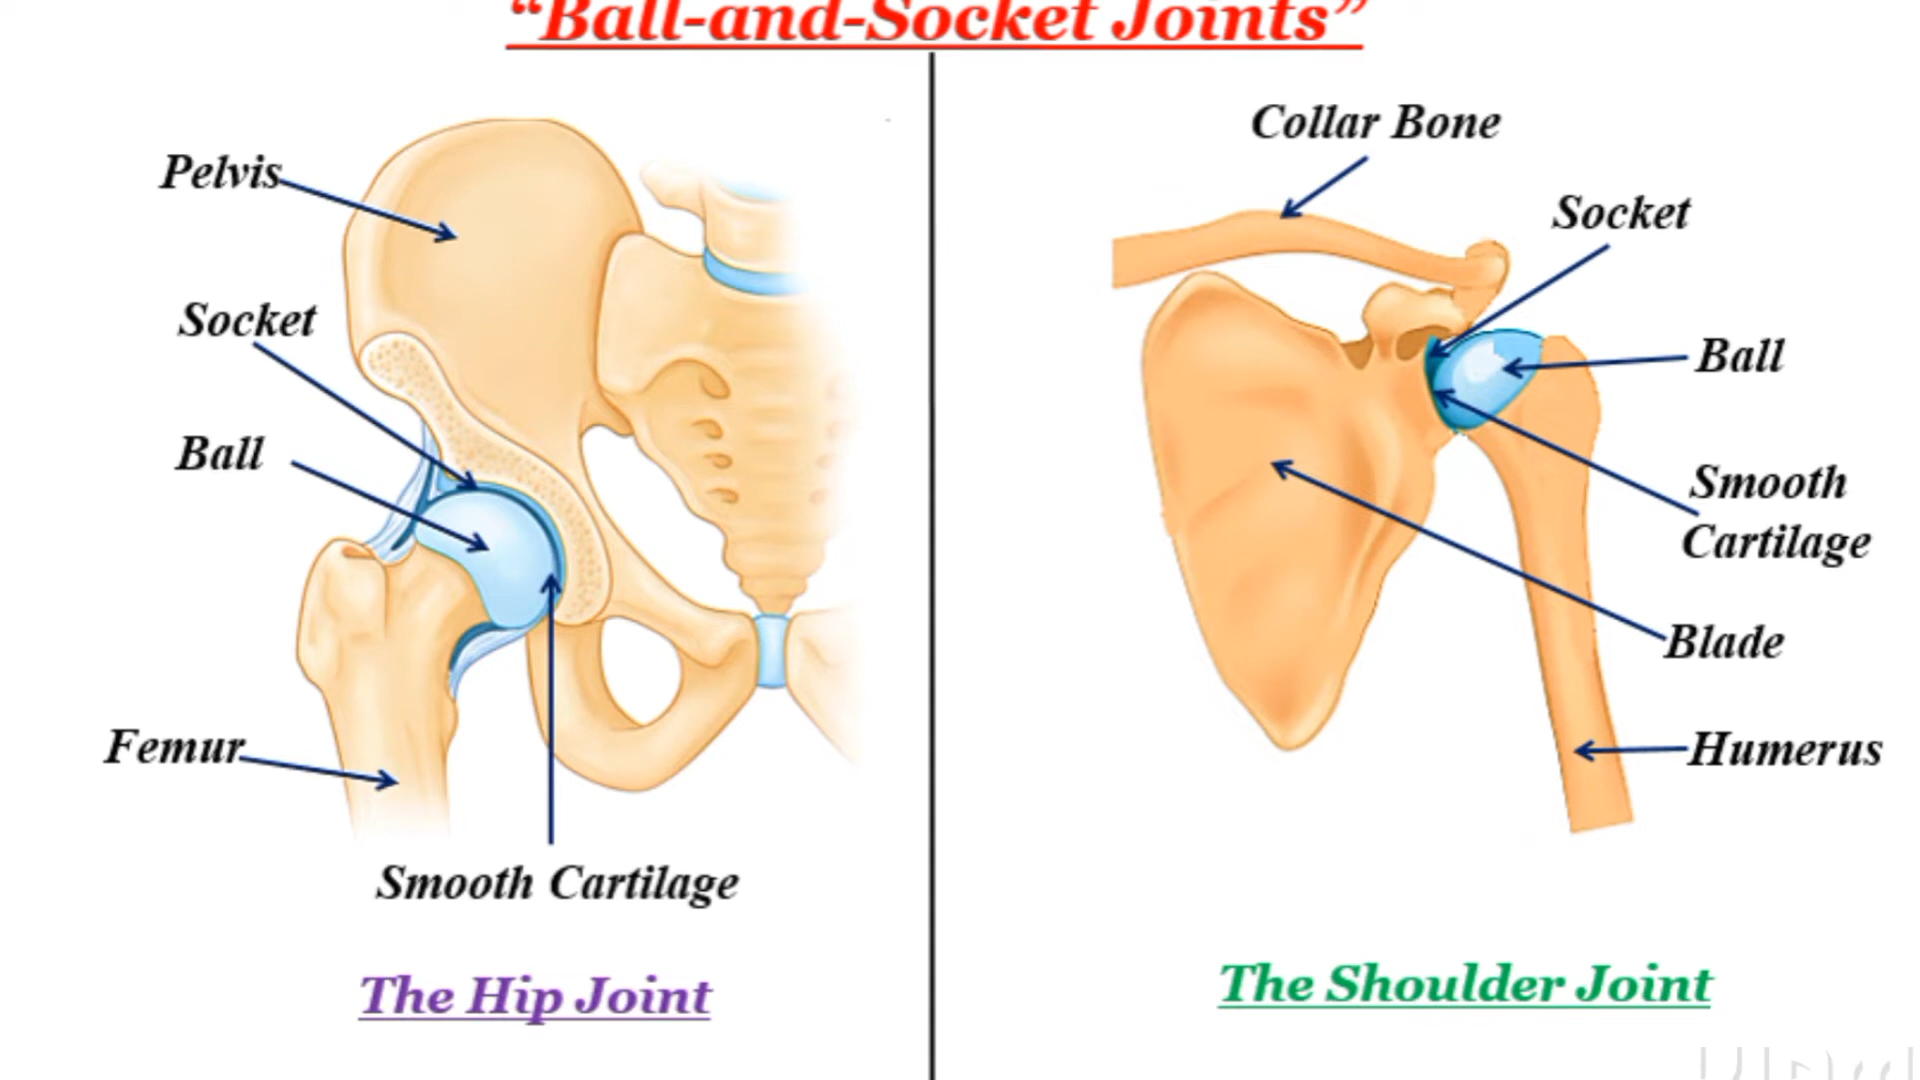 “Ball-and-Socket Joints”
Pelvis
Socket
Ball
Femur
Smooth Cartilage
The Hip Joint
Collar Bone
Socket
Ball
Smooth
Cartilage
Blade
Humerus
The Shoulder Joint